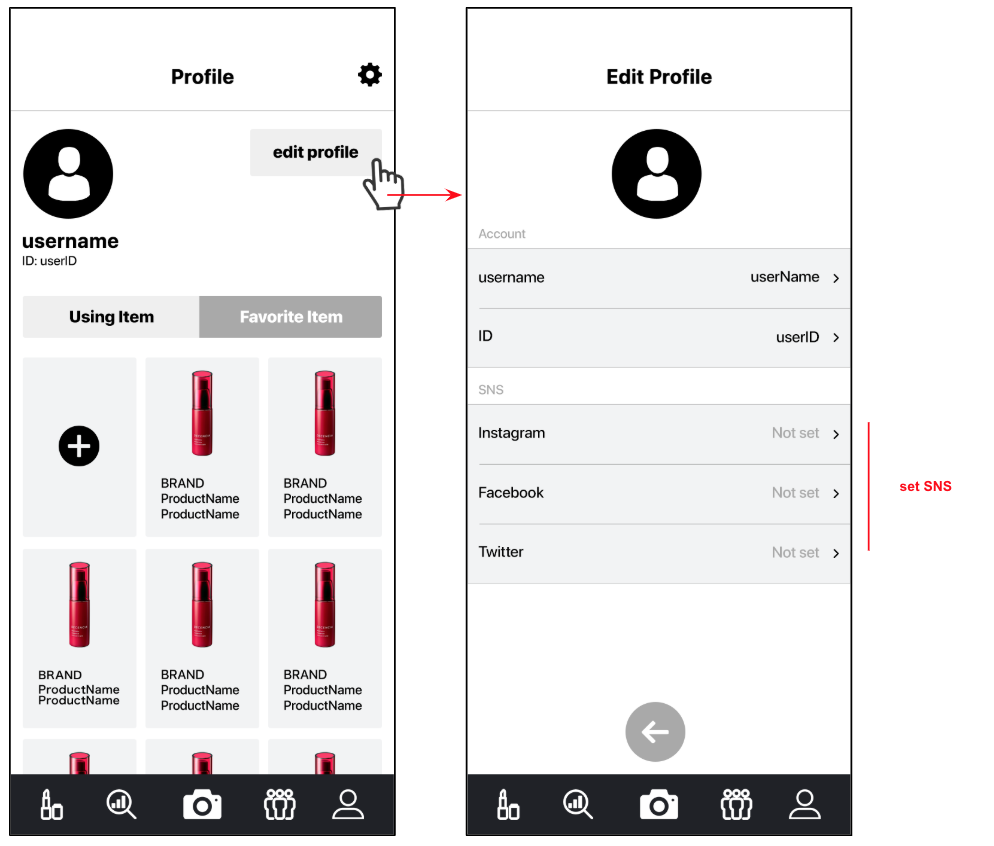 Profile
edit profile
username
ID: userID
Using Item
Favorite Item
BRAND
ProductName
ProductName
BRAND
ProductName
ProductName
BRAND
ProductName
ProductName
BRAND
ProductName
ProductName
BRAND
ProductName
ProductName
Edit Profile
Account
username userName
ID userID
SNS
Instagram Not set
Facebook Not set
Twitter Not set
set SNS